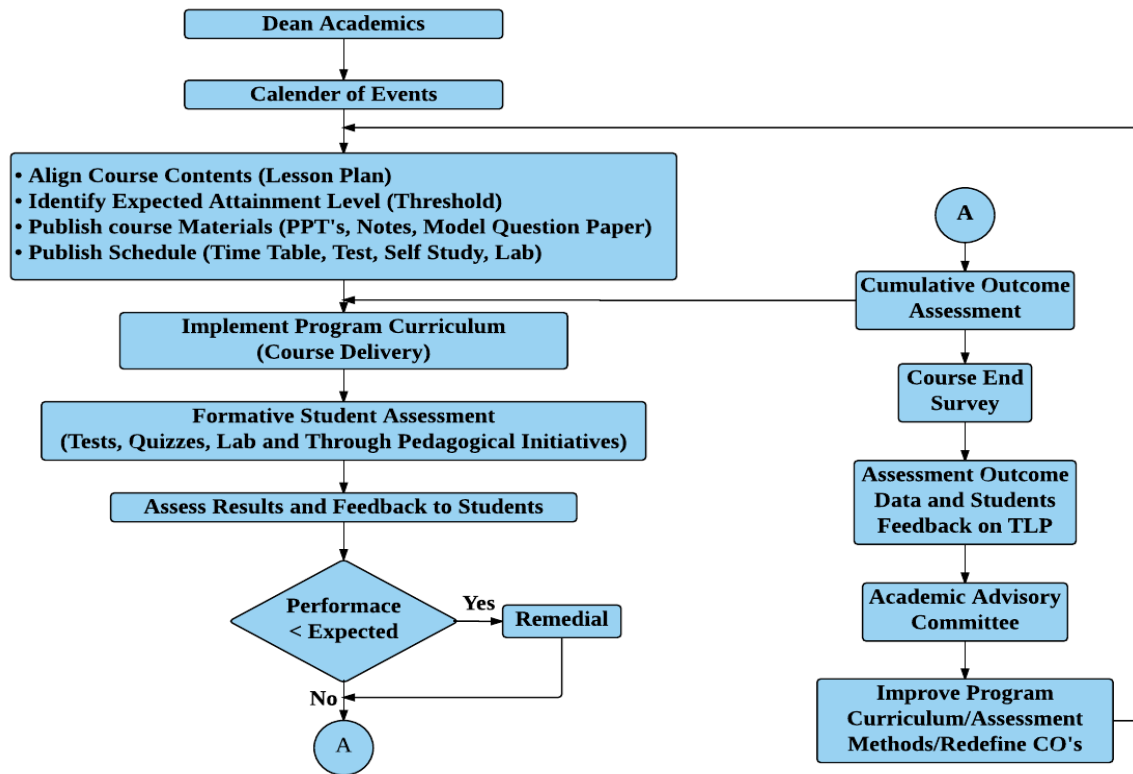 Dean Academics
Calender of Events
• Align Course Contents (Lesson Plan)
• Identify Expected Attainment Level (Threshold)
• Publish course Materials (PPT's, Notes, Model Question Paper)
• Publish Schedule (Time Table, Test, Self Study, Lab)
Implement Program Curriculum
(Course Delivery)
Formative Student Assessment
(Tests, Quizzes, Lab and Through Pedagogical Initiatives)
Assess Results and Feedback to Students
Performace
< Expected
Yes
Remedial
No
A
A
Cumulative Outcome
Assessment
Course End
Survey
Assessment Outcome
Data and Students
Feedback on TLP
Academic Advisory
Committee
Improve Program
Curriculum/Assessment
Methods/Redefine CO's